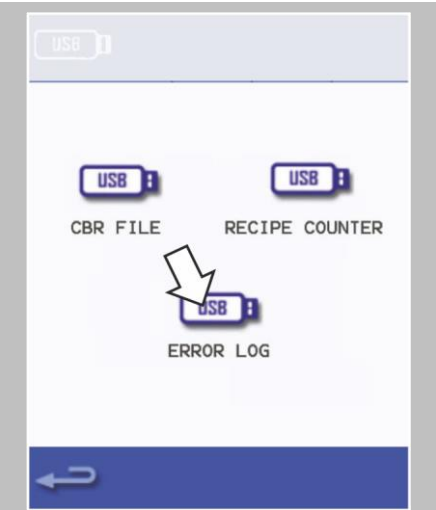 USB
USB USB
CBR FILE RECIPE COUNTER
USB
ERROR LOG